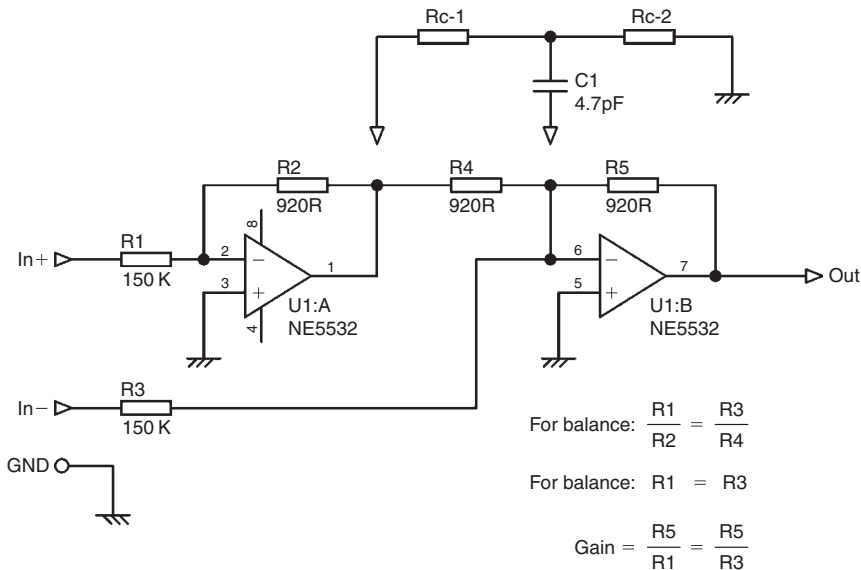 Rc-1
Rc-2
C1
4.7pF
R2
920R
R4
920R
R5
920R
In+
R1
150 K
2
3
8
4
1
−
+
U1:A
NE5532
6
5
7
−
+
U1:B
NE5532
Out
In−
R3
150 K
GND
For balance: R1/R2 = R3/R4
For balance: R1 = R3
Gain = R5/R1 = R5/R3